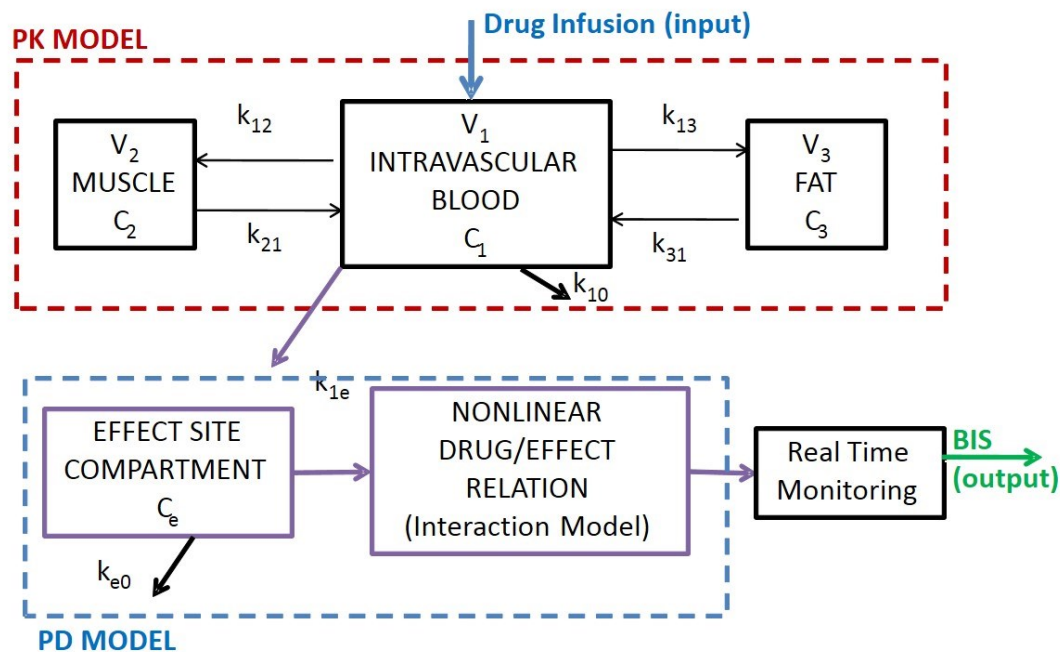 Drug Infusion (input)
PK MODEL
k12
V2
MUSCLE
C2
k21
V1
INTRAVASCULAR
BLOOD
C1
k13
V3
FAT
C3
k31
k10
k1e
EFFECT SITE
COMPARTMENT
Ce
ke0
NONLINEAR
DRUG/EFFECT
RELATION
(Interaction Model)
Real Time
Monitoring
BIS
(output)
PD MODEL